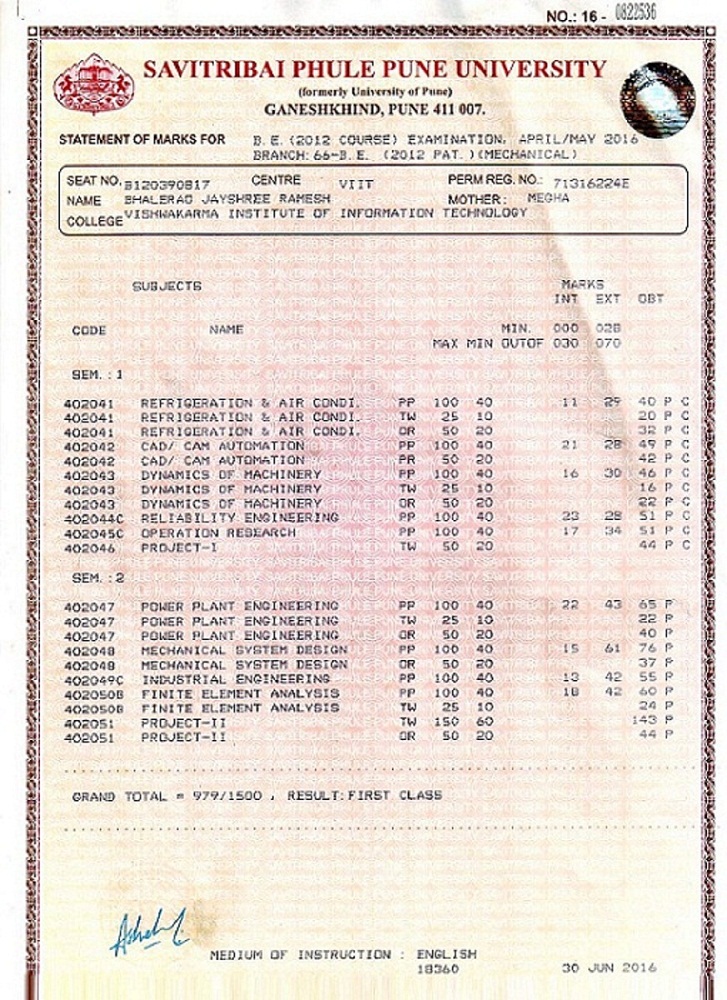 NO.: 16 - 0822536
SAVITRIBAI PHULE PUNE UNIVERSITY
(formerly University of Pune)
GANESHKHIND, PUNE 411 007.
STATEMENT OF MARKS FOR B.E.(2012 COURSE) EXAMINATION, APRIL/MAY 2016
BRANCH: 66-B.E. (2012 PAT.)(MECHANICAL)
SEAT NO. B120390817 CENTRE VIIT PERM REG. NO.: 71316224E
NAME BHALERAO JAYSHREE RAMESH MOTHER: MEGHA
COLLEGE VISHWAKARMA INSTITUTE OF INFORMATION TECHNOLOGY
SUBJECTS MARKS
INT EXT OBT
CODE NAME MIN. 000 028
MAX MIN OUTOF 030 070
SEM. : 1
402041 REFRIGERATION & AIR CONDI. PP 100 40 11 29 40 P C
402041 REFRIGERATION & AIR CONDI. TW 25 10 20 P C
402041 REFRIGERATION & AIR CONDI. OR 50 20 32 P C
402042 CAD/ CAM AUTOMATION PP 100 40 21 28 49 P C
402042 CAD/ CAM AUTOMATION PR 50 20 42 P C
402043 DYNAMICS OF MACHINERY PP 100 40 16 30 46 P C
402043 DYNAMICS OF MACHINERY TW 25 10 16 P C
402043 DYNAMICS OF MACHINERY OR 50 20 22 P C
402044C RELIABILITY ENGINEERING PP 100 40 23 28 51 P C
402045C OPERATION RESEARCH PP 100 40 17 34 51 P C
402046 PROJECT-I TW 50 20 44 P C
SEM. : 2
402047 POWER PLANT ENGINEERING PP 100 40 22 43 65 P
402047 POWER PLANT ENGINEERING TW 25 10 22 P
402047 POWER PLANT ENGINEERING OR 50 20 40 P
402048 MECHANICAL SYSTEM DESIGN PP 100 40 15 61 76 P
402048 MECHANICAL SYSTEM DESIGN OR 50 20 37 P
402049C INDUSTRIAL ENGINEERING PP 100 40 13 42 55 P
402050B FINITE ELEMENT ANALYSIS PP 100 40 18 42 60 P
402050B FINITE ELEMENT ANALYSIS TW 25 10 24 P
402051 PROJECT-II TW 150 60 143 P
402051 PROJECT-II OR 50 20 44 P
GRAND TOTAL = 979/1500 , RESULT:FIRST CLASS
MEDIUM OF INSTRUCTION : ENGLISH
18360 30 JUN 2016